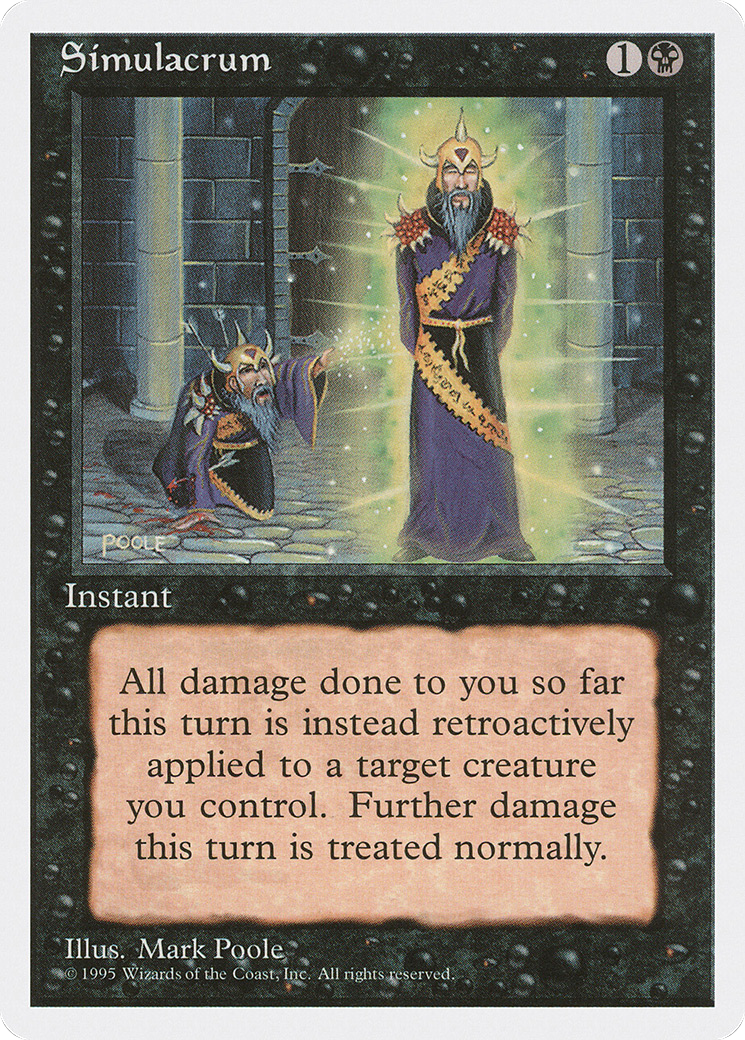 Simulacrum 1
POOLE
Instant
All damage done to you so far
this turn is instead retroactively
applied to a target creature
you control. Further damage
this turn is treated normally.
Illus. Mark Poole
© 1995 Wizards of the Coast, Inc. All rights reserved.